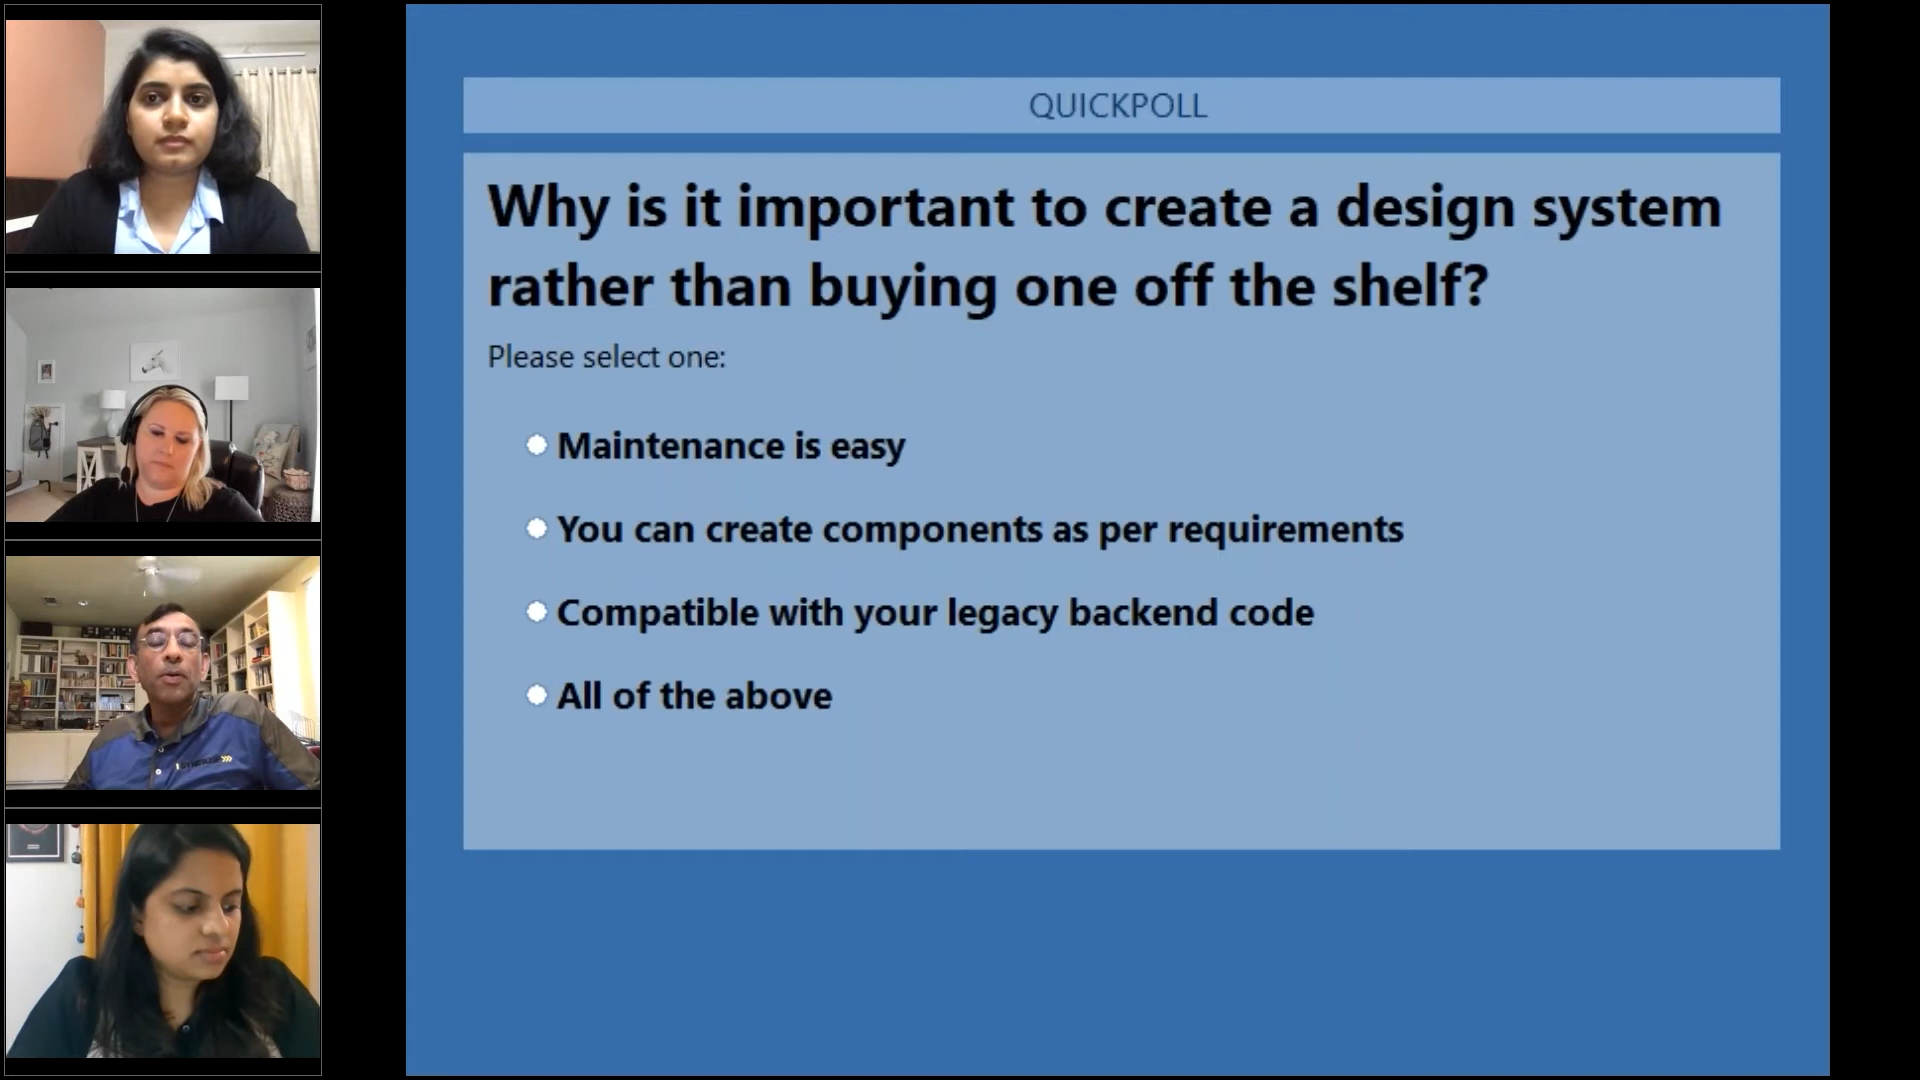 QUICKPOLL
Why is it important to create a design system
rather than buying one off the shelf?
Please select one:
Maintenance is easy
You can create components as per requirements
Compatible with your legacy backend code
All of the above